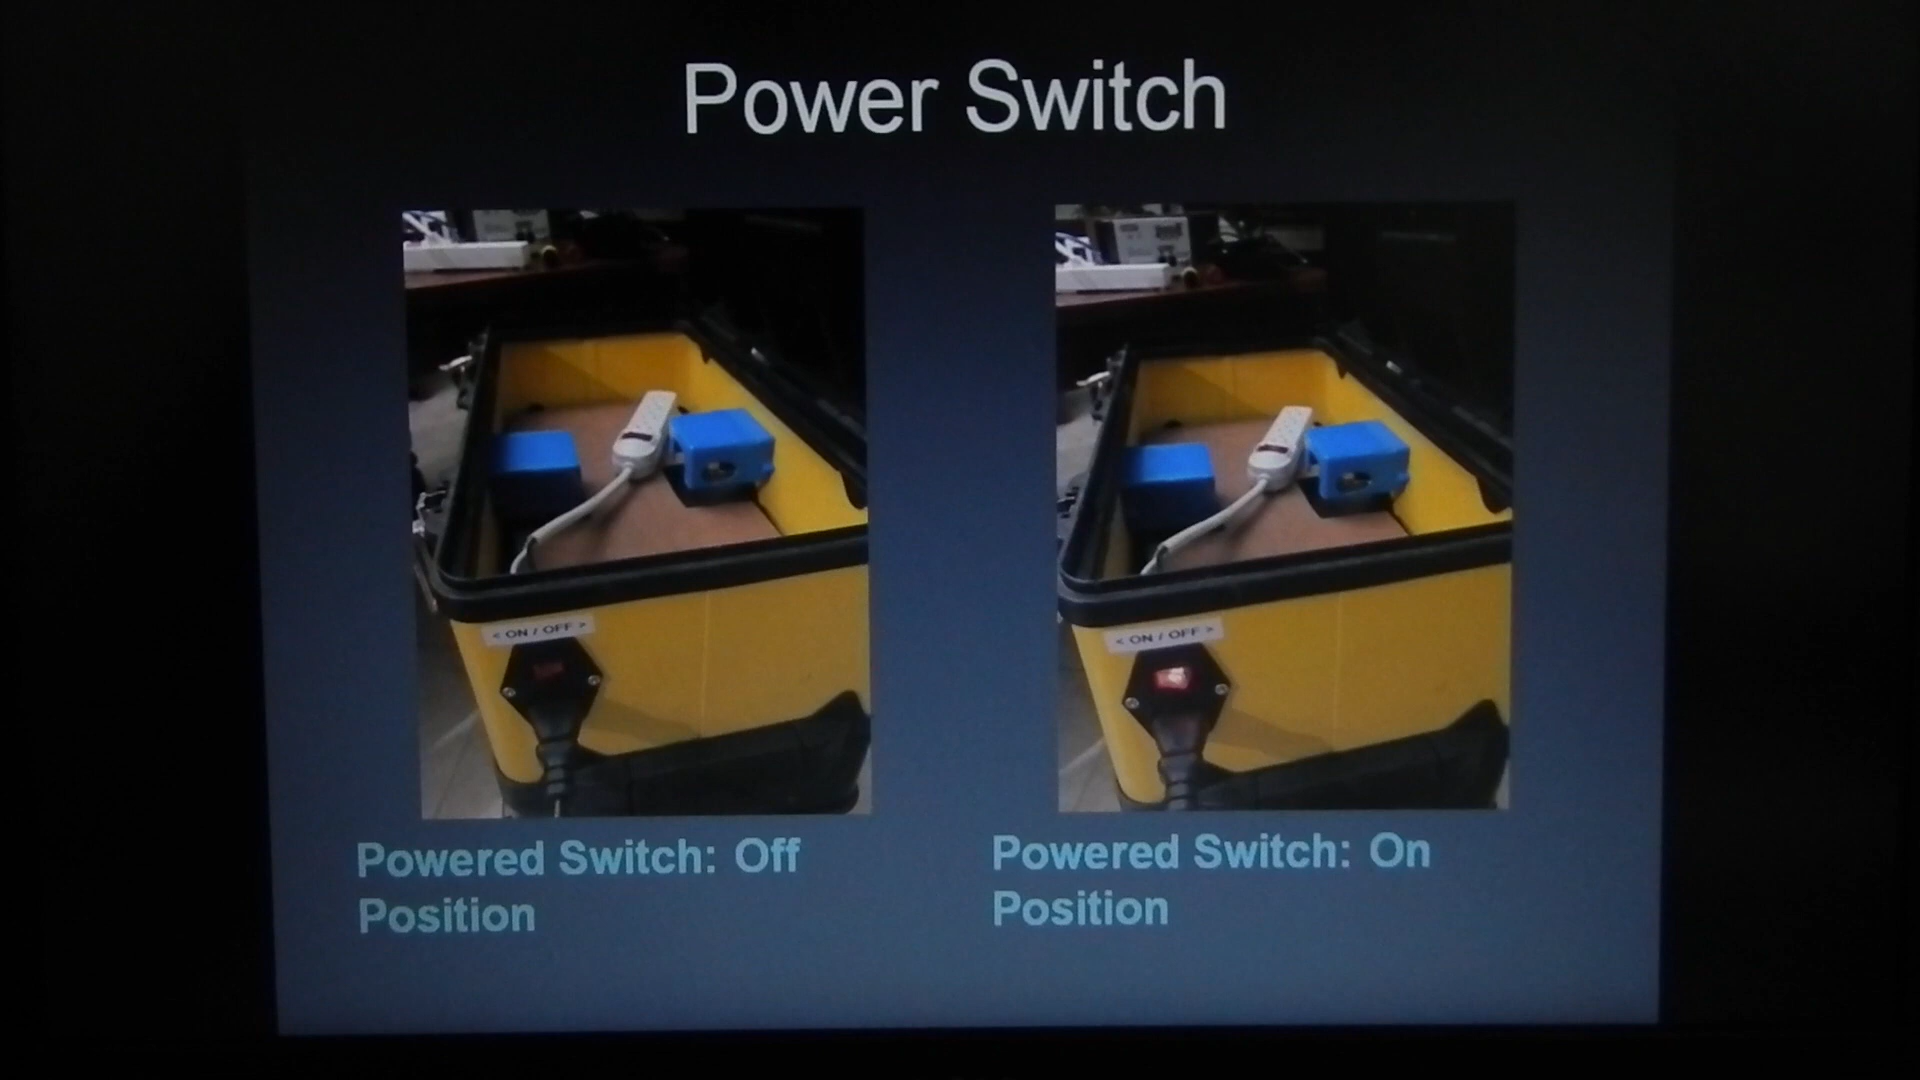 Power Switch
< ON / OFF >
< ON / OFF >
Powered Switch: Off
Position
Powered Switch: On
Position